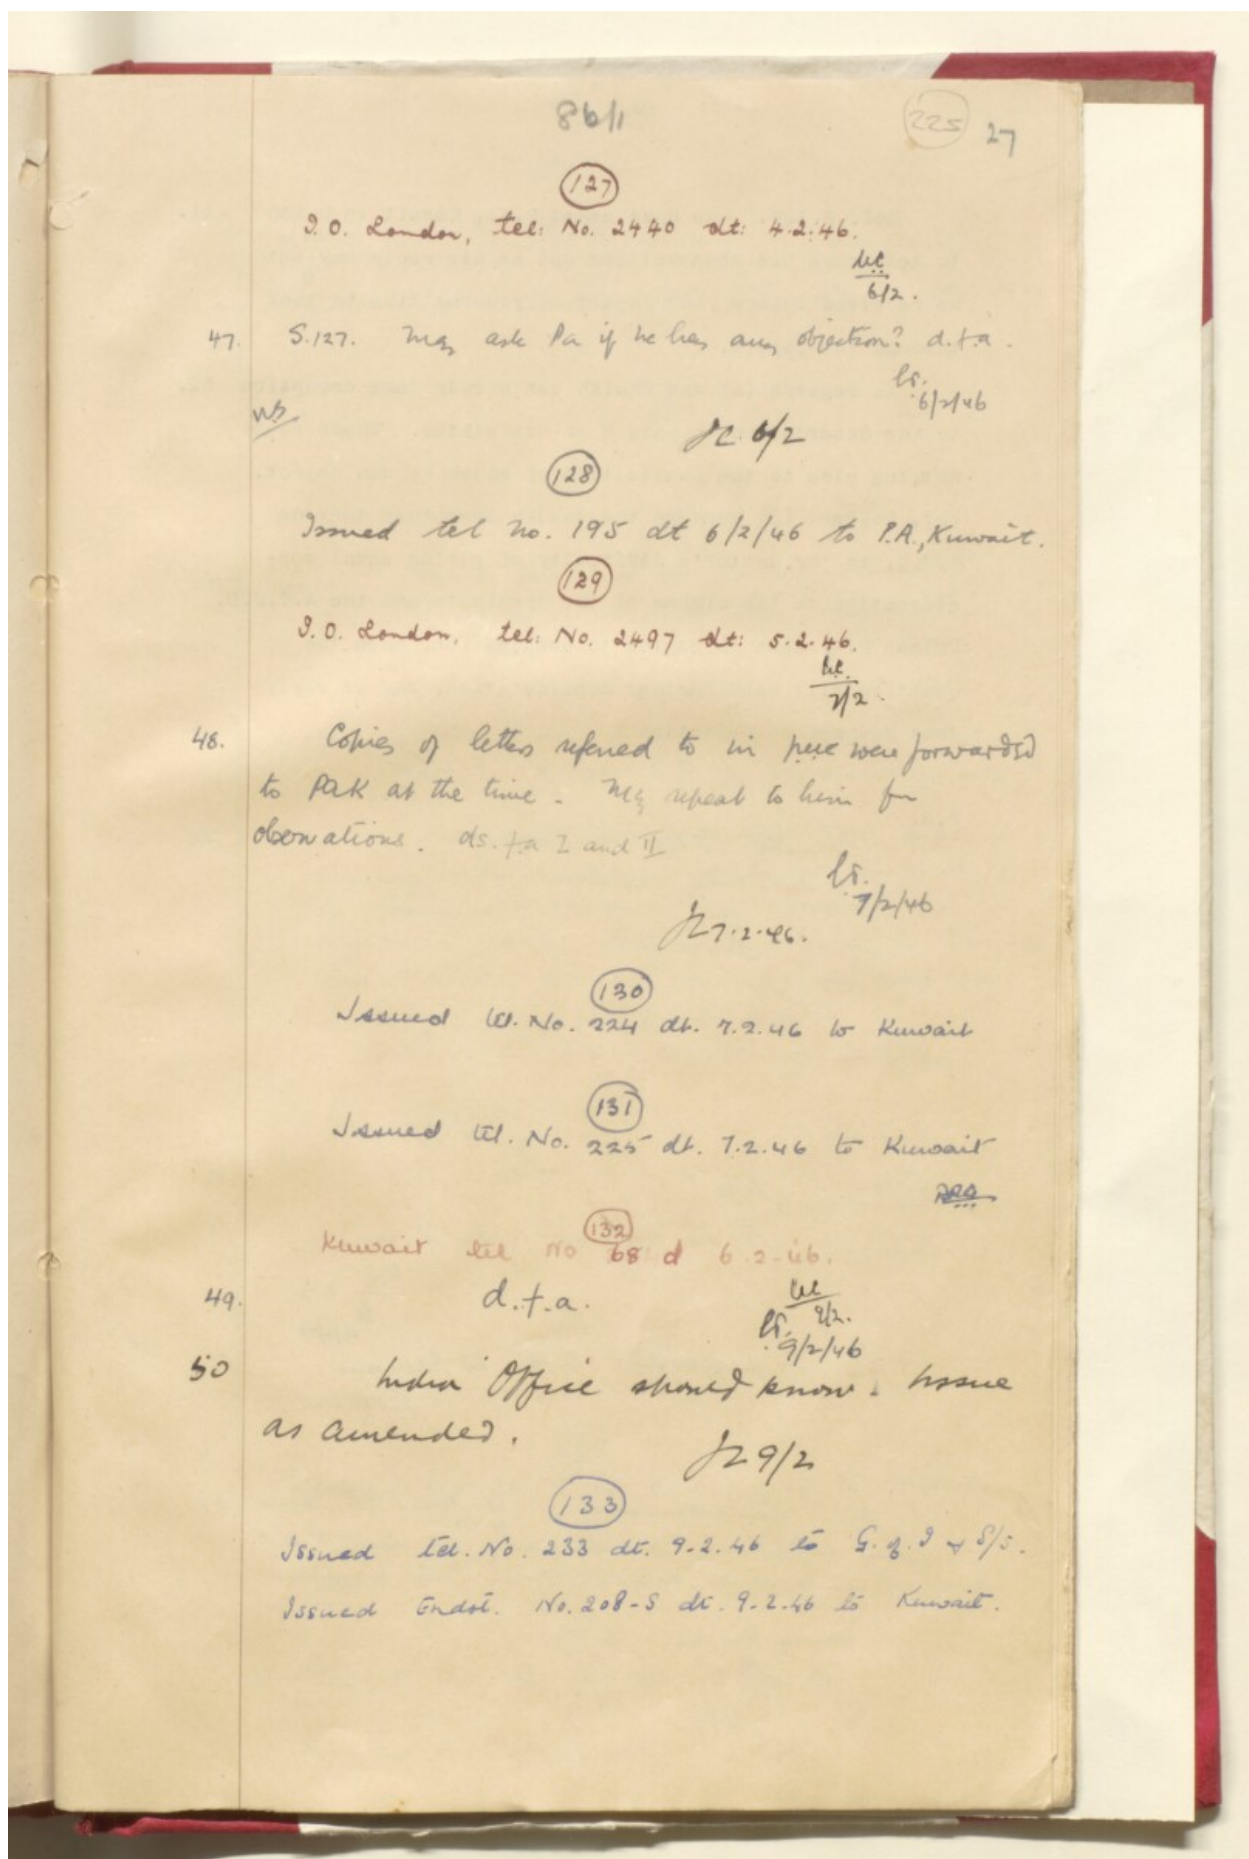 86/1
225 27
127
I.O. London, tel: No. 2440 dt: 4.2.46.
6/2.
47. S.127. May ask PA if he has any objection? d.f.a.
6/2/46
6/2
128
Issued tel no. 195 dt 6/2/46 to P.A., Kuwait.
129
I.O. London, tel: No. 2497 dt: 5.2.46.
7/2.
48. Copies of letters referred to in puc were forwarded
to PAK at the time. May repeat to him for
observations. ds.f.a I and II
7/2/46
7.2.46.
130
Issued tel. No. 224 dt. 7.2.46 to Kuwait
131
Issued tel. No. 225 dt. 7.2.46 to Kuwait
132
Kuwait tel No 68 d 6.2.46.
49. d.f.a.
9/2.
9/2/46
50 India Office should know. Issue
as amended.
9/2
133
Issued tel. No. 233 dt. 9.2.46 to G. of I & S/S.
Issued Endst. No. 208-S dt. 9.2.46 to Kuwait.